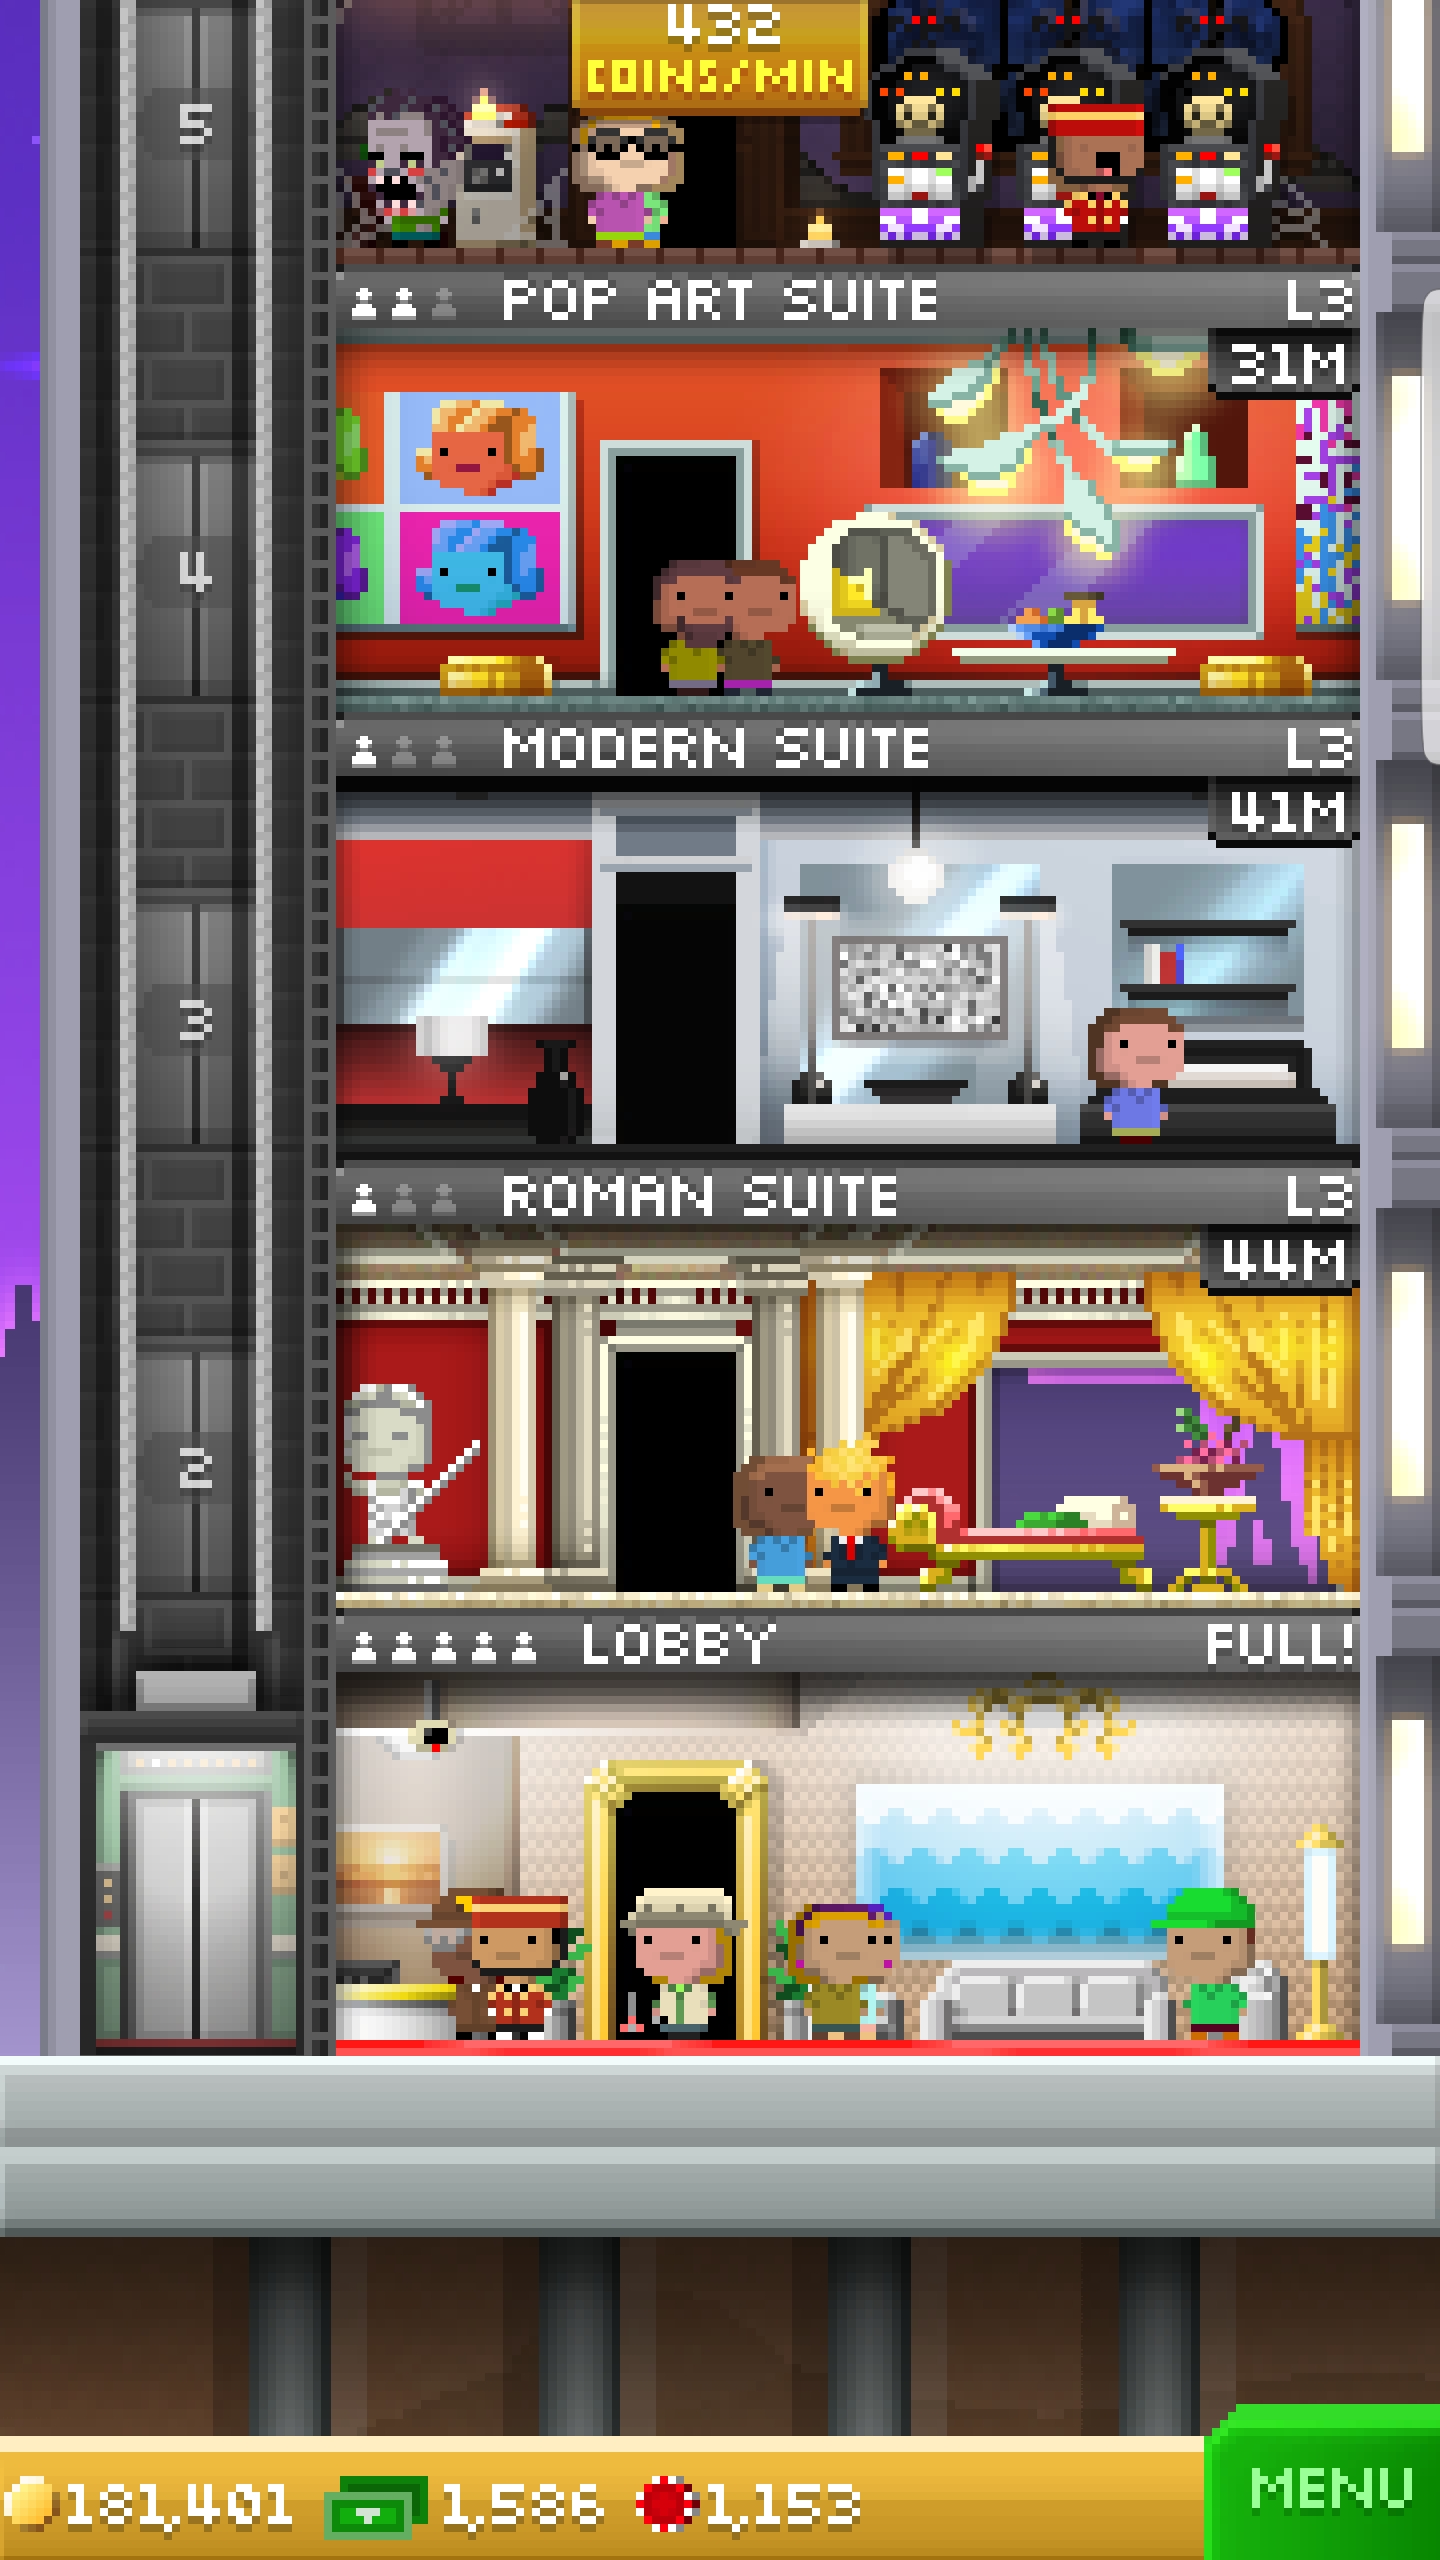 432
COINS/MIN
5
POP ART SUITE L3
31M
4
MODERN SUITE L3
41M
3
ROMAN SUITE L3
44M
2
LOBBY FULL!
181,401 1,586 1,153 MENU